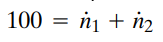 100 = ṅ₁ + ṅ₂